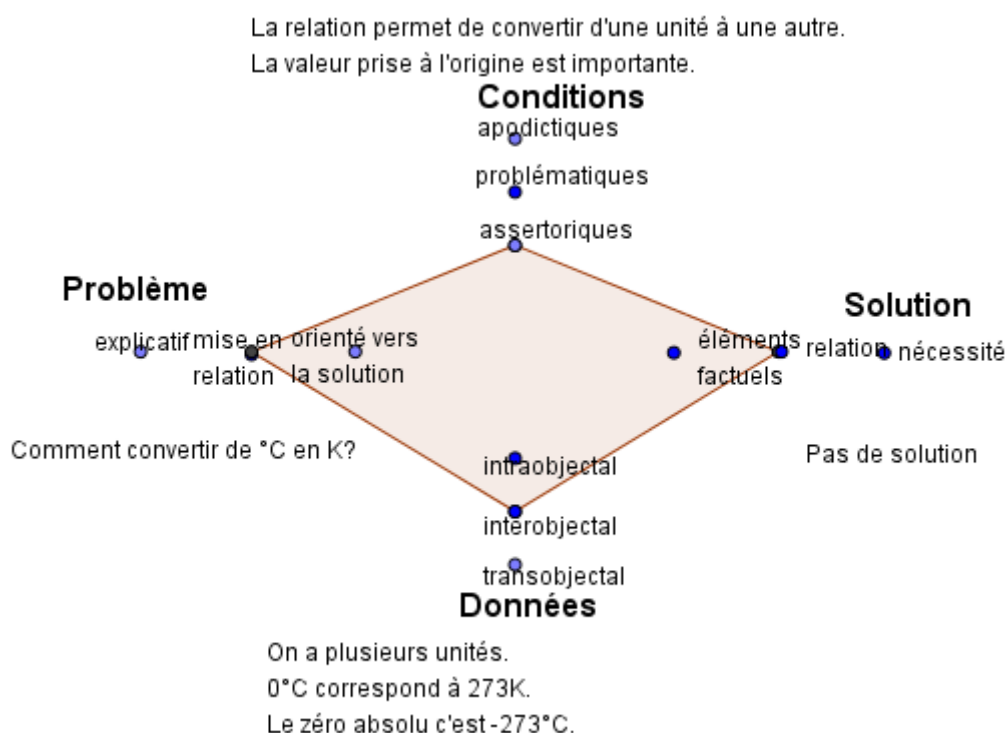 La relation permet de convertir d'une unité à une autre.
La valeur prise à l'origine est importante.
Conditions
apodictiques
problématiques
assertoriques
Problème
Solution
explicatif
mise en
relation
orienté vers
la solution
éléments
factuels
relation
nécessité
Comment convertir de °C en K?
Pas de solution
intraobjectal
interobjectal
transobjectal
Données
On a plusieurs unités.
0°C correspond à 273K.
Le zéro absolu c'est -273°C.